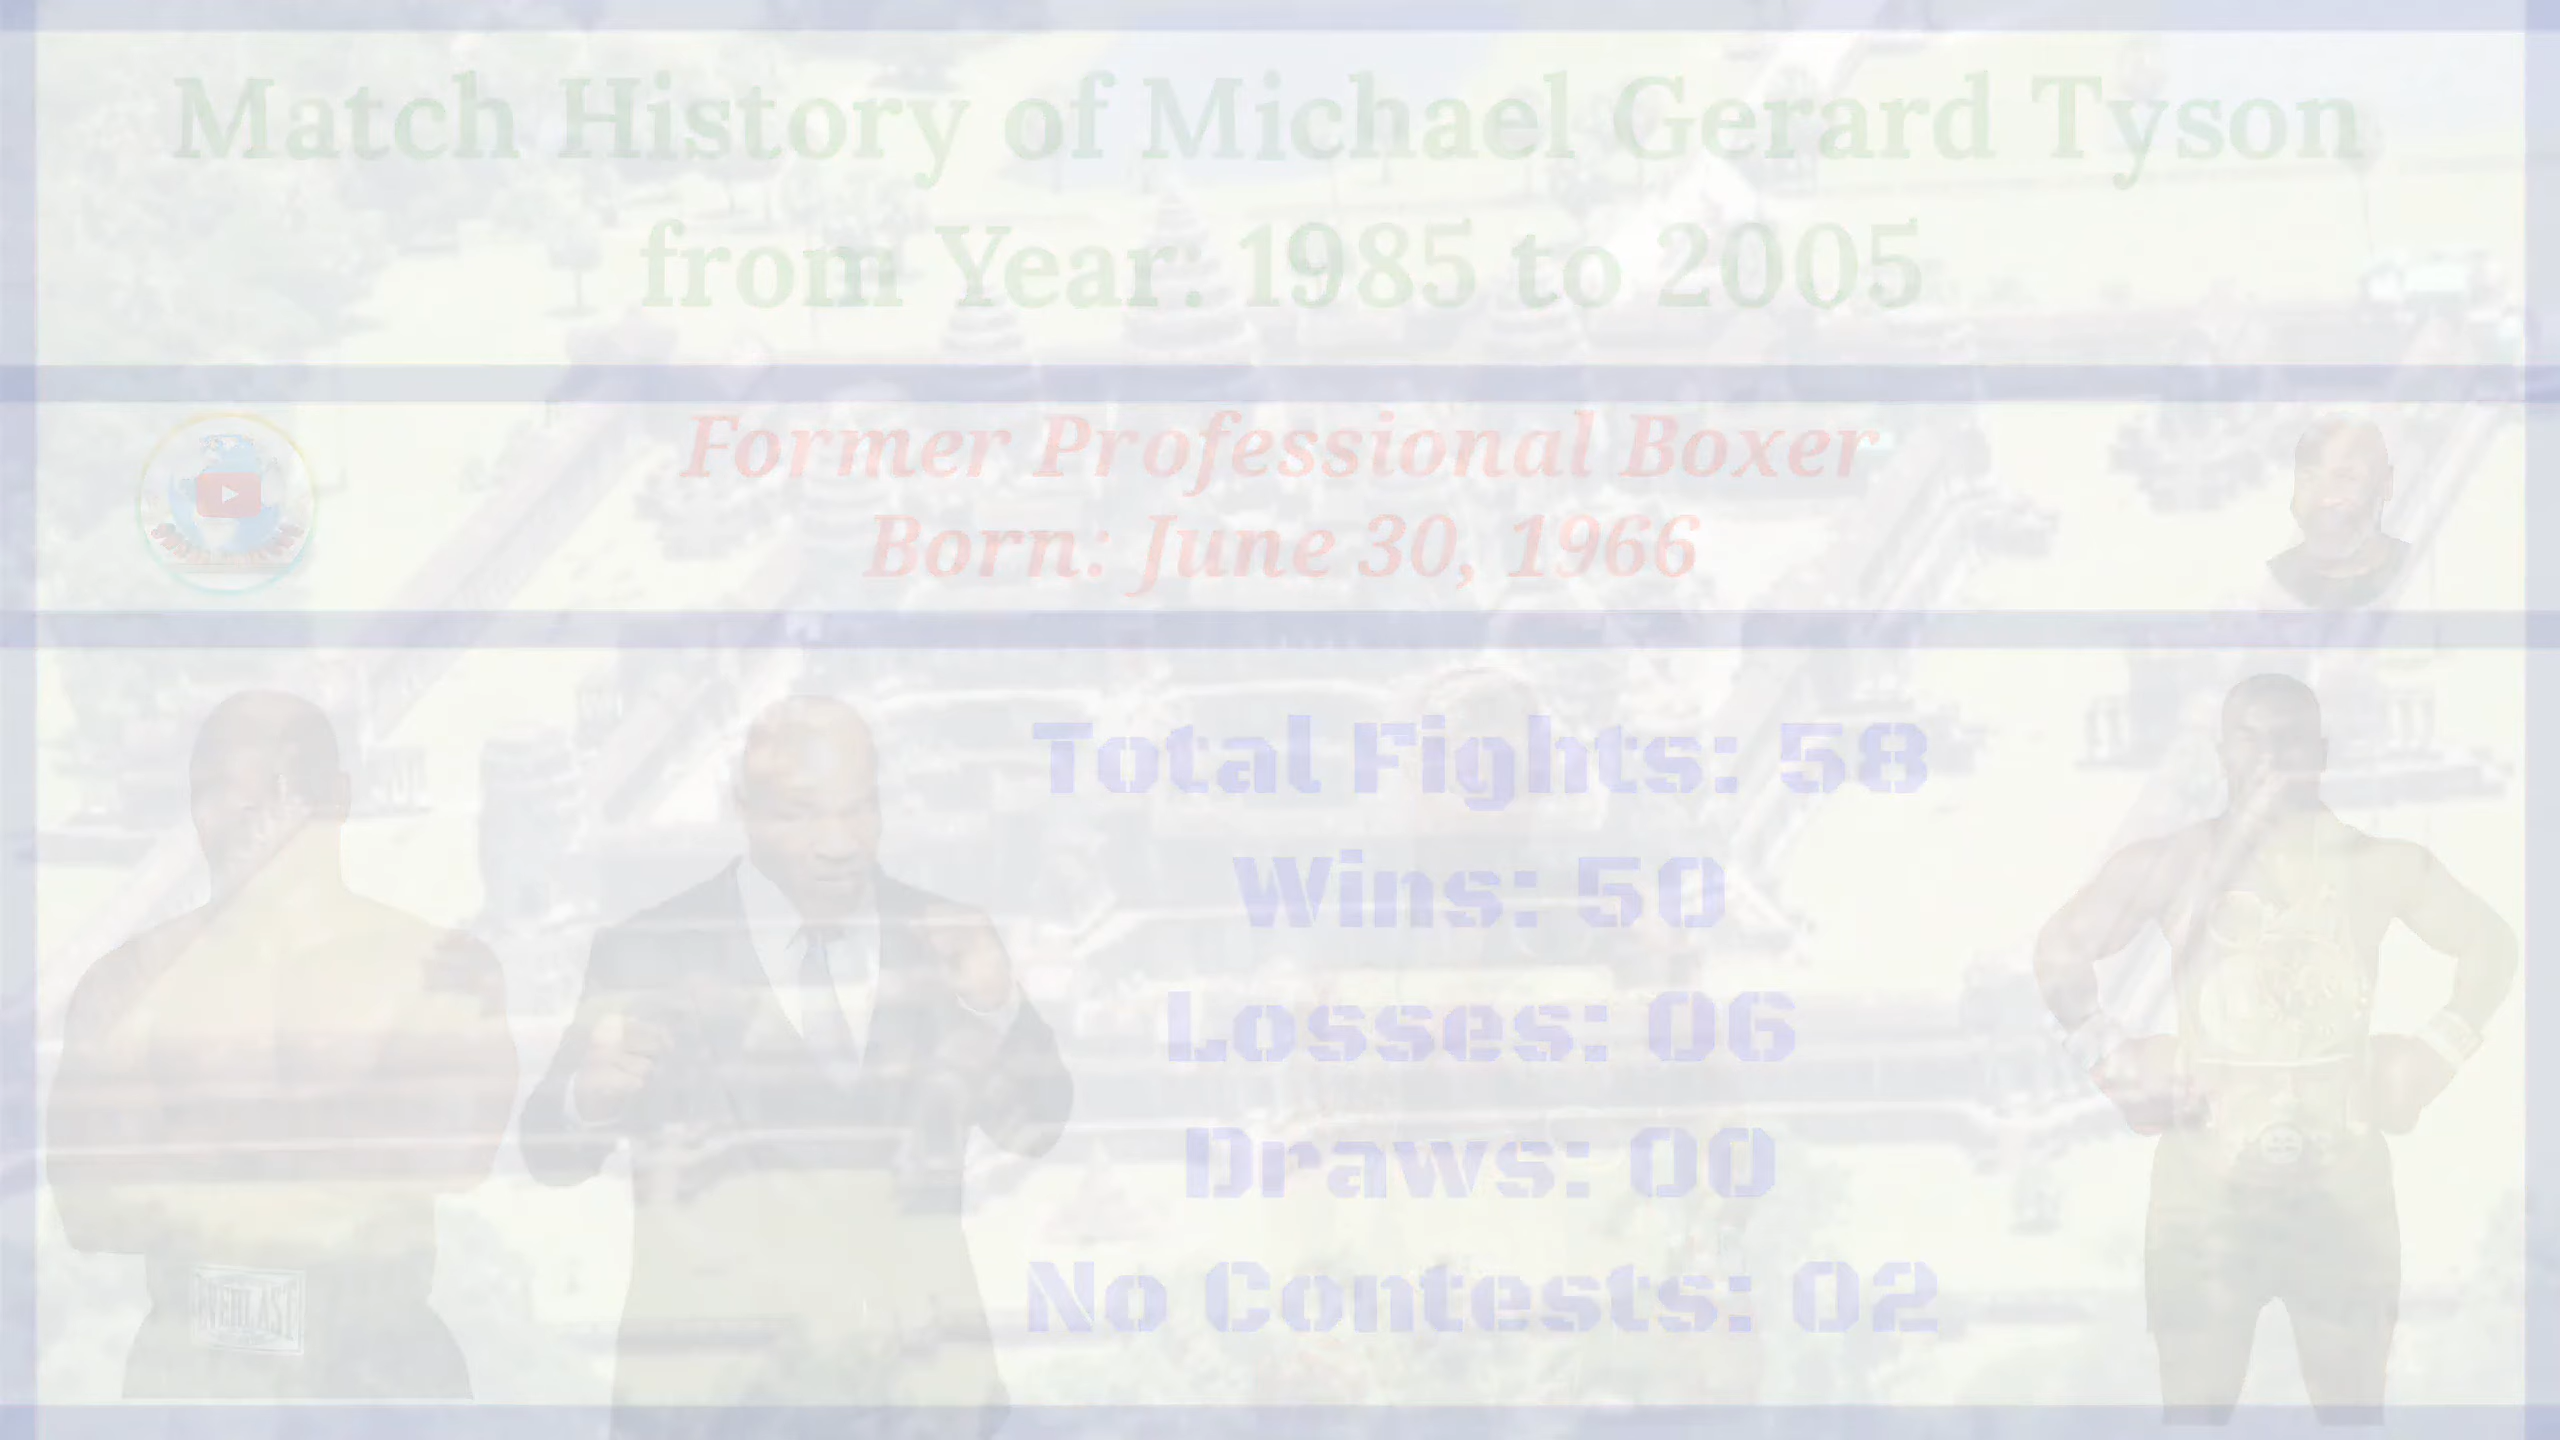 Match History of Michael Gerard Tyson
from Year: 1985 to 2005
Former Professional Boxer
Born: June 30, 1966
Total Fights: 58
Wins: 50
Losses: 06
Draws: 00
No Contests: 02
EVERLAST